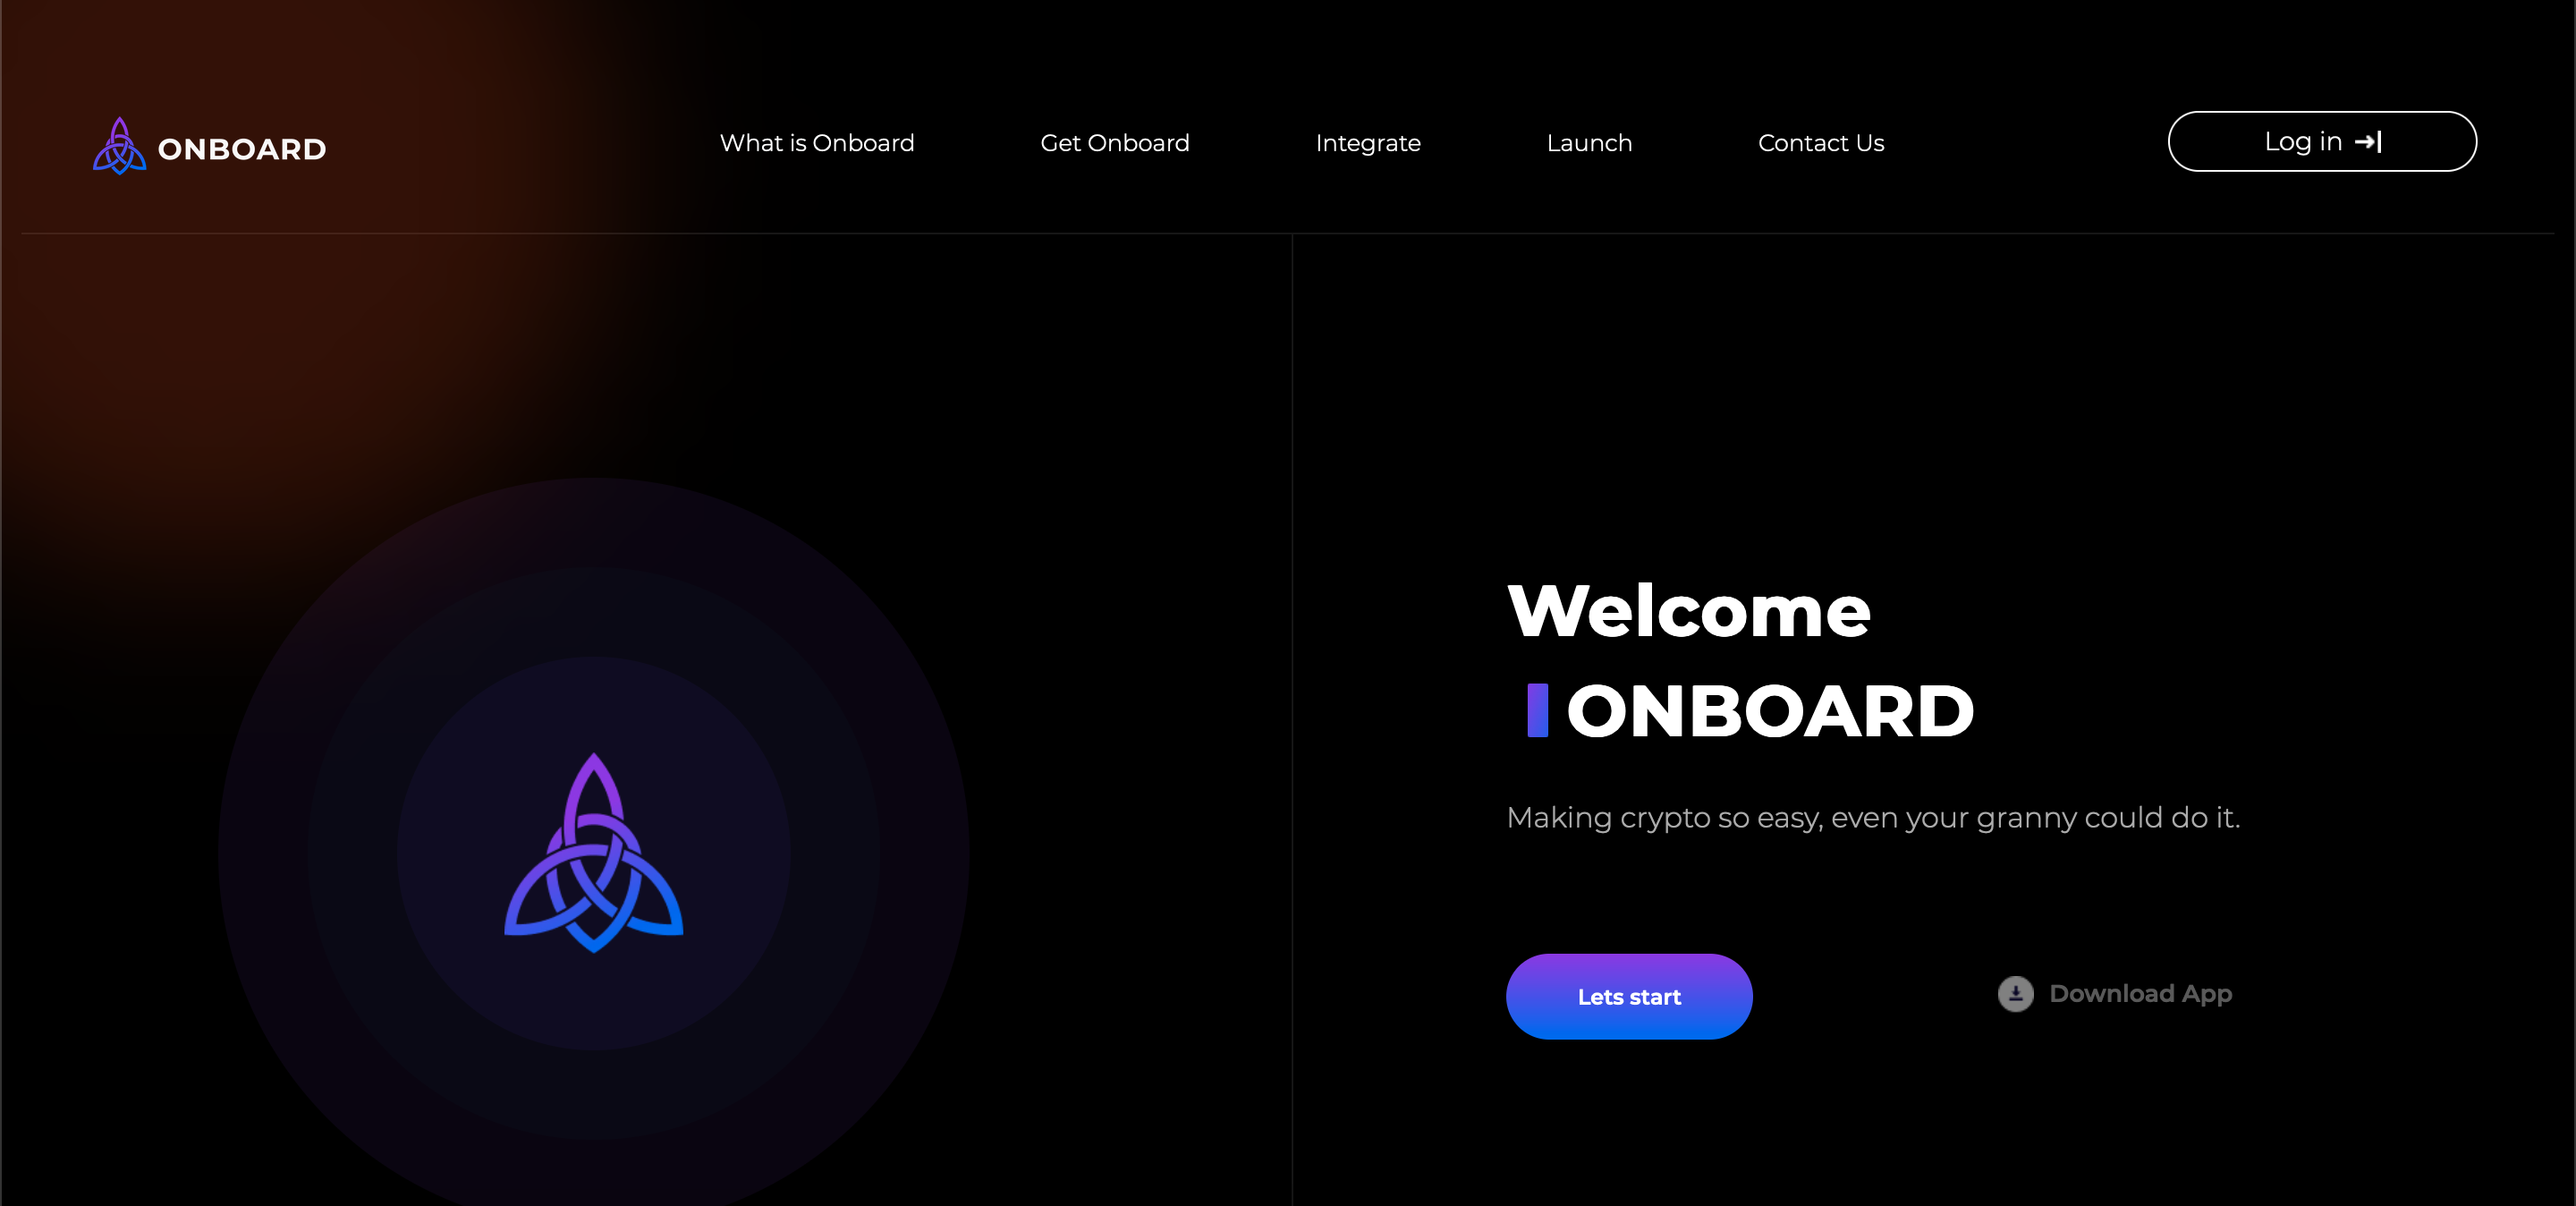 ONBOARD
What is Onboard
Get Onboard
Integrate
Launch
Contact Us
Log in
Welcome
ONBOARD
Making crypto so easy, even your granny could do it.
Lets start
Download App